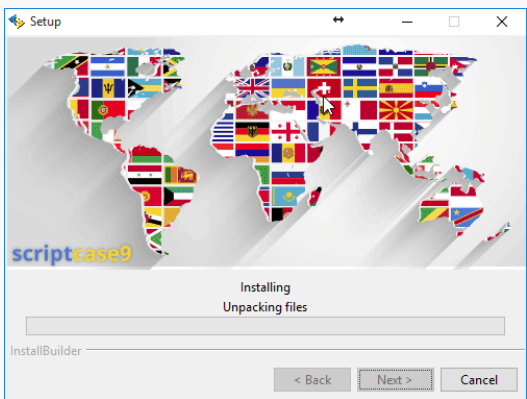 Setup
scriptcase9
Installing
Unpacking files
InstallBuilder
< Back Next > Cancel